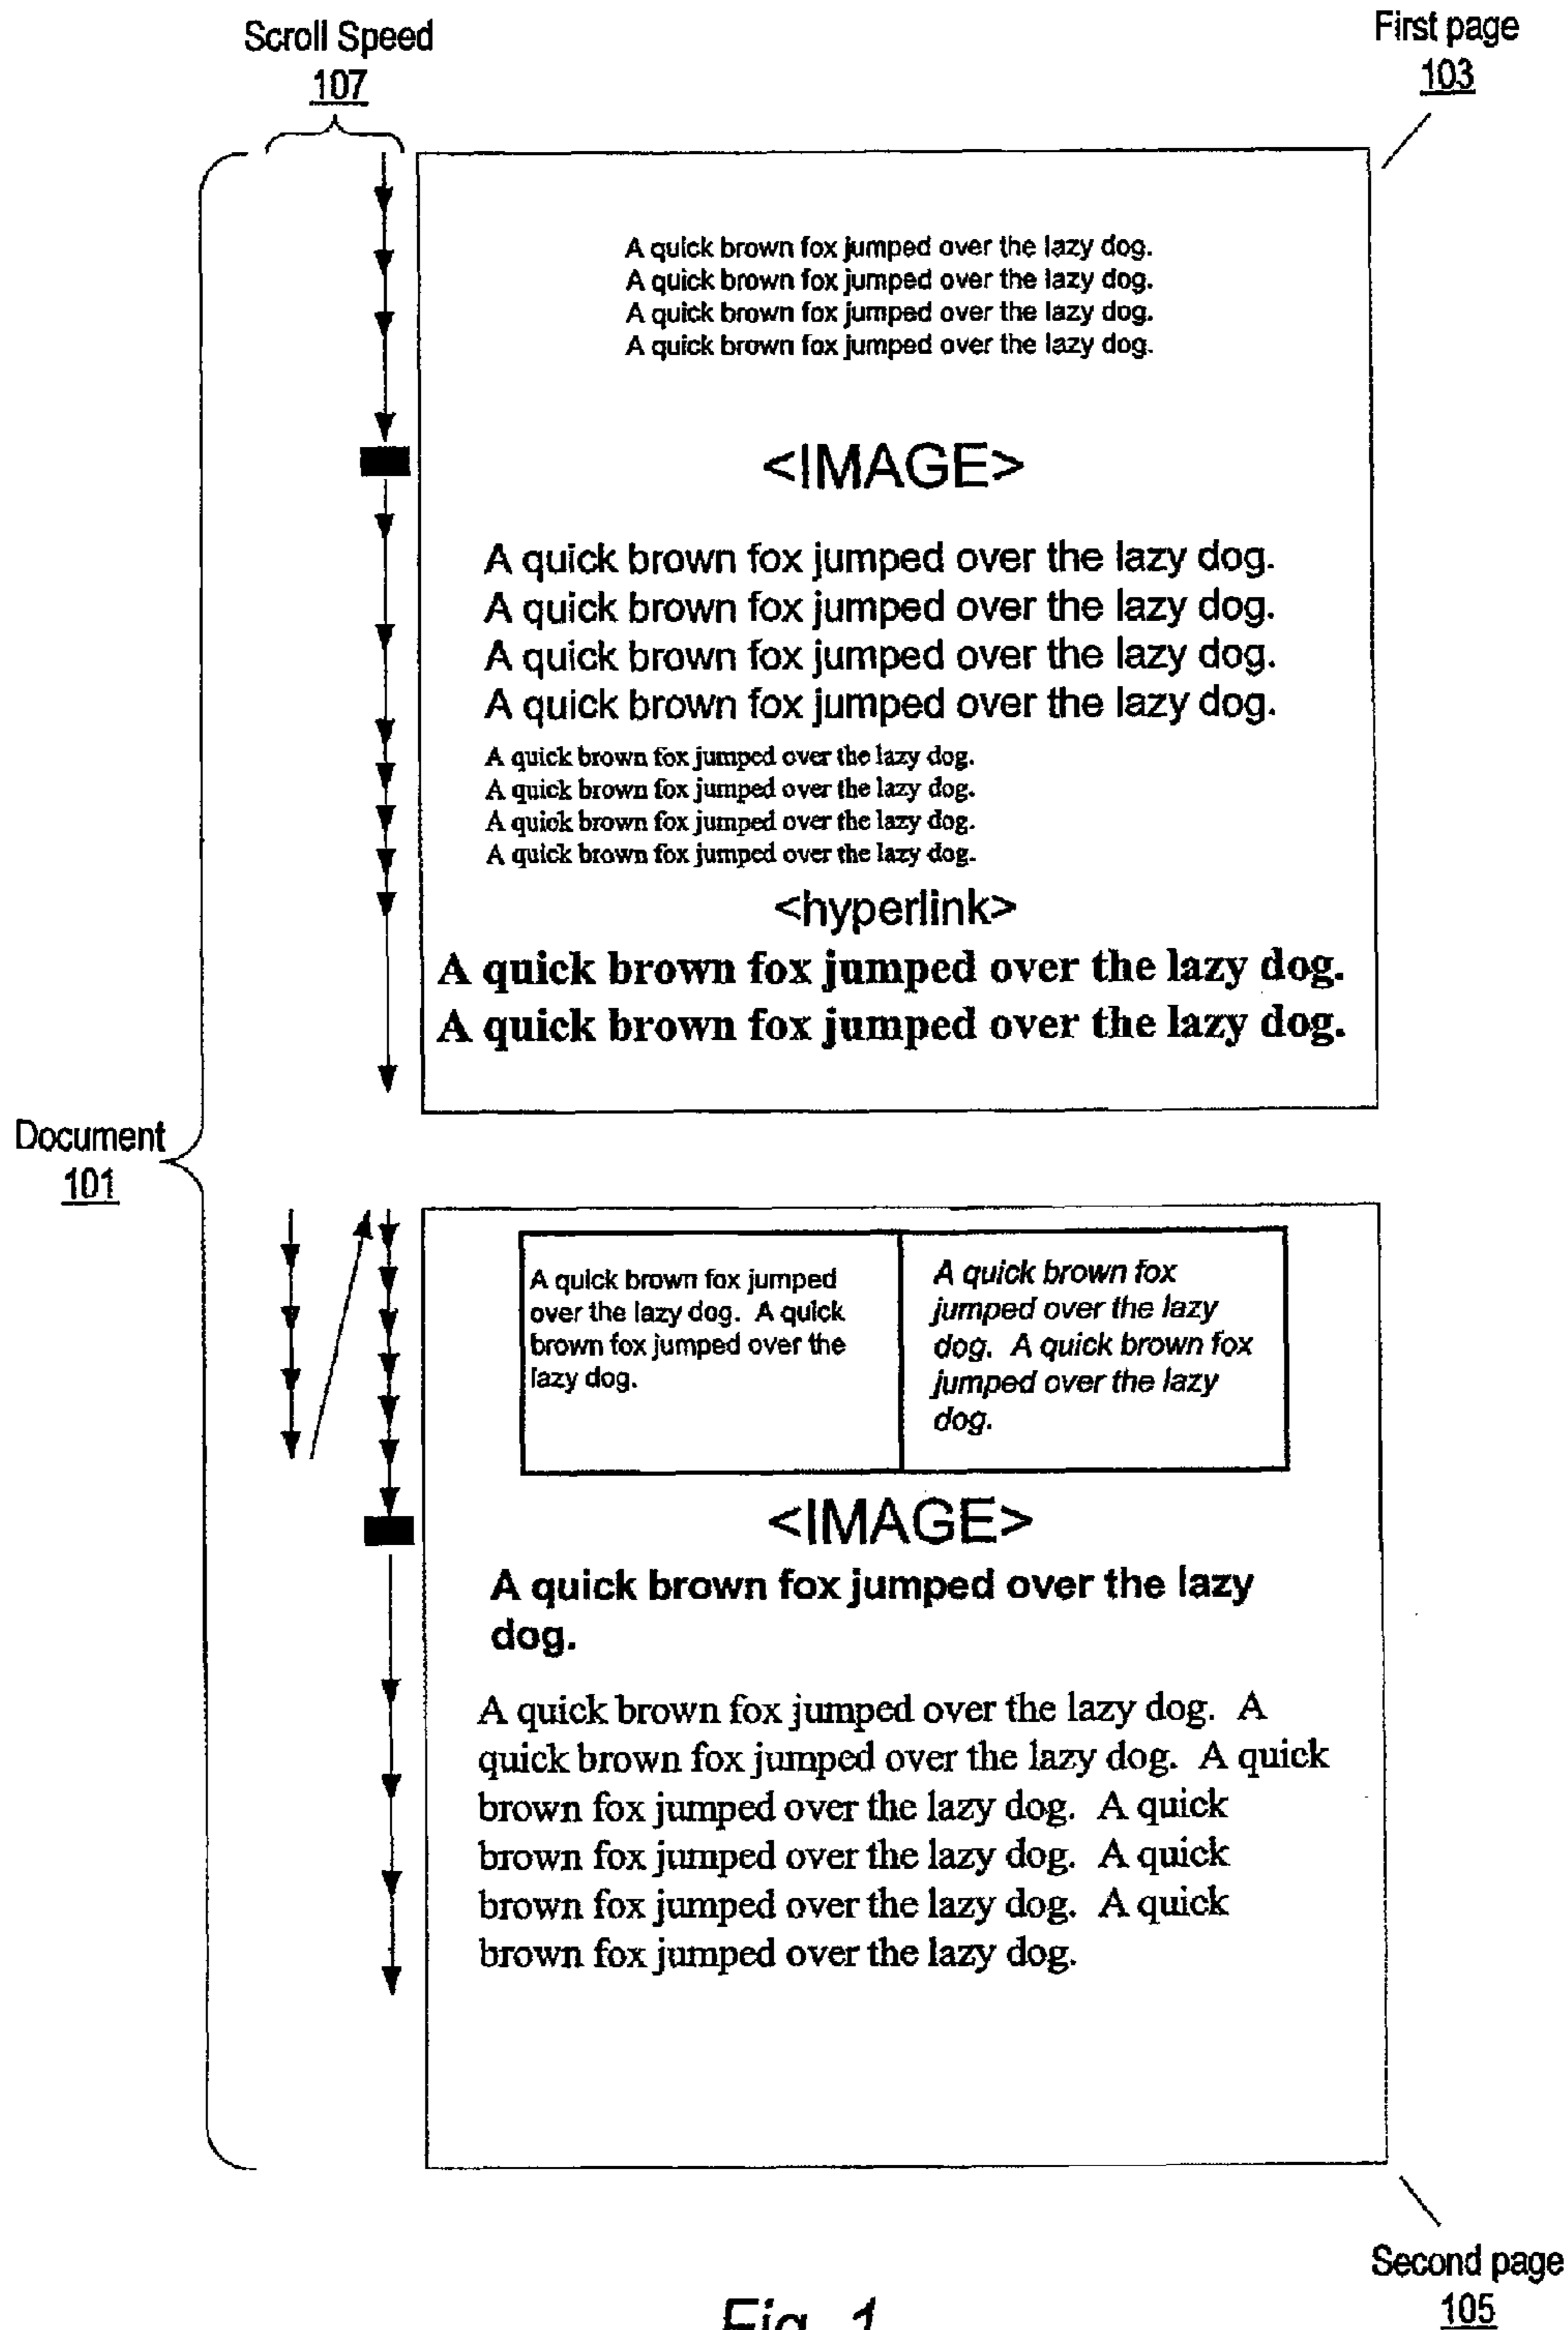 Scroll Speed
107
First page
103
A quick brown fox jumped over the lazy dog.
A quick brown fox jumped over the lazy dog.
A quick brown fox jumped over the lazy dog.
A quick brown fox jumped over the lazy dog.
<IMAGE>
A quick brown fox jumped over the lazy dog.
A quick brown fox jumped over the lazy dog.
A quick brown fox jumped over the lazy dog.
A quick brown fox jumped over the lazy dog.
A quick brown fox jumped over the lazy dog.
A quick brown fox jumped over the lazy dog.
A quick brown fox jumped over the lazy dog.
A quick brown fox jumped over the lazy dog.
<hyperlink>
A quick brown fox jumped over the lazy dog.
A quick brown fox jumped over the lazy dog.
Document
101
A quick brown fox jumped
over the lazy dog. A quick
brown fox jumped over the
lazy dog.
A quick brown fox
jumped over the lazy
dog. A quick brown fox
jumped over the lazy
dog.
<IMAGE>
A quick brown fox jumped over the lazy
dog.
A quick brown fox jumped over the lazy dog. A
quick brown fox jumped over the lazy dog. A quick
brown fox jumped over the lazy dog. A quick
brown fox jumped over the lazy dog. A quick
brown fox jumped over the lazy dog. A quick
brown fox jumped over the lazy dog.
Second page
105
Fig. 1